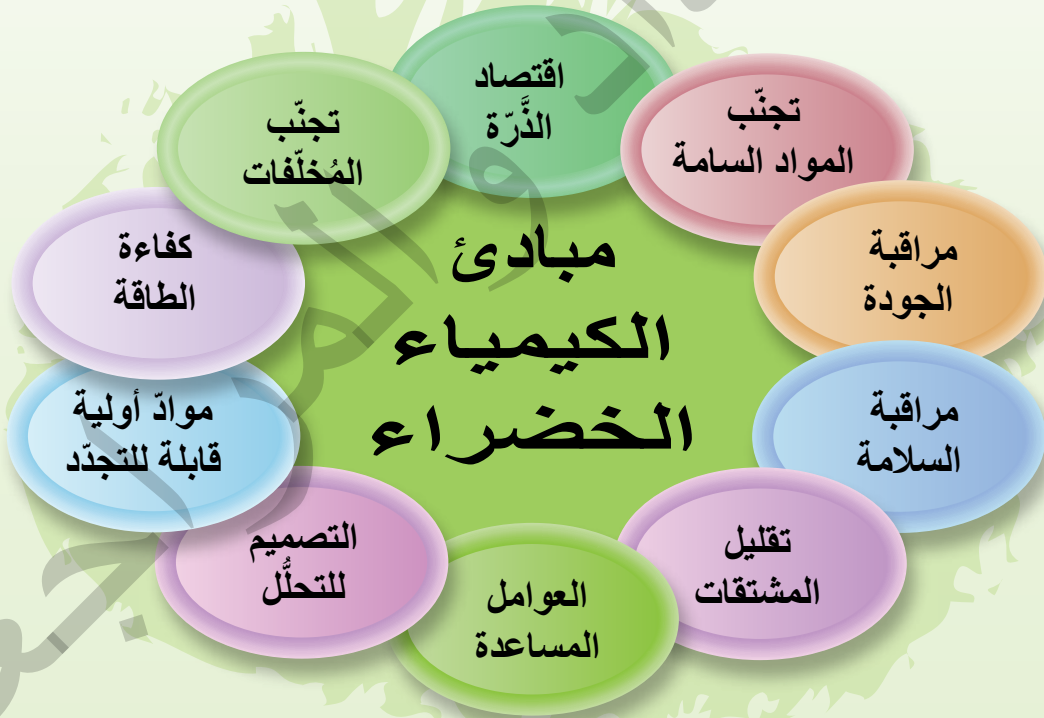 مبادئ
الكيمياء
الخضراء
اقتصاد
الذَّرّة
تجنّب
المواد السامة
مراقبة
الجودة
مراقبة
السلامة
تقليل
المشتقات
العوامل
المساعدة
التصميم
للتحلُّل
موادّ أولية
قابلة للتجدّد
كفاءة
الطاقة
تجنّب
المُخلّفات